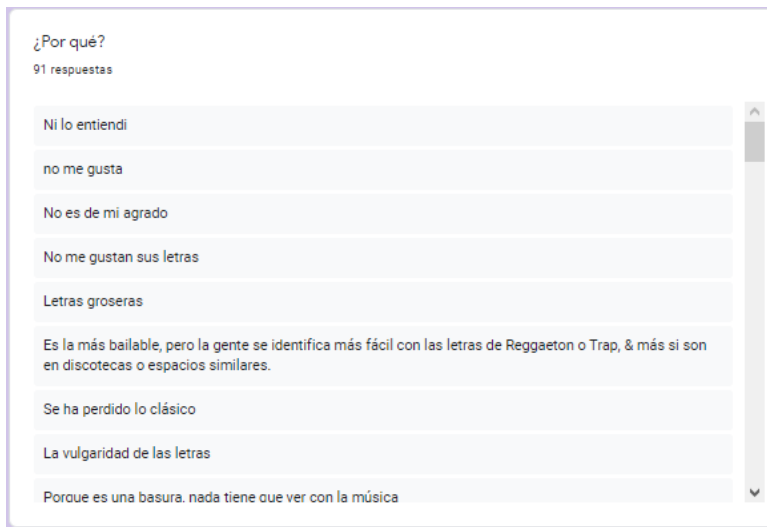 ¿Por qué?
91 respuestas
Ni lo entiendi
no me gusta
No es de mi agrado
No me gustan sus letras
Letras groseras
Es la más bailable, pero la gente se identifica más fácil con las letras de Reggaeton o Trap, & más si son
en discotecas o espacios similares.
Se ha perdido lo clásico
La vulgaridad de las letras
Porque es una basura, nada tiene que ver con la música